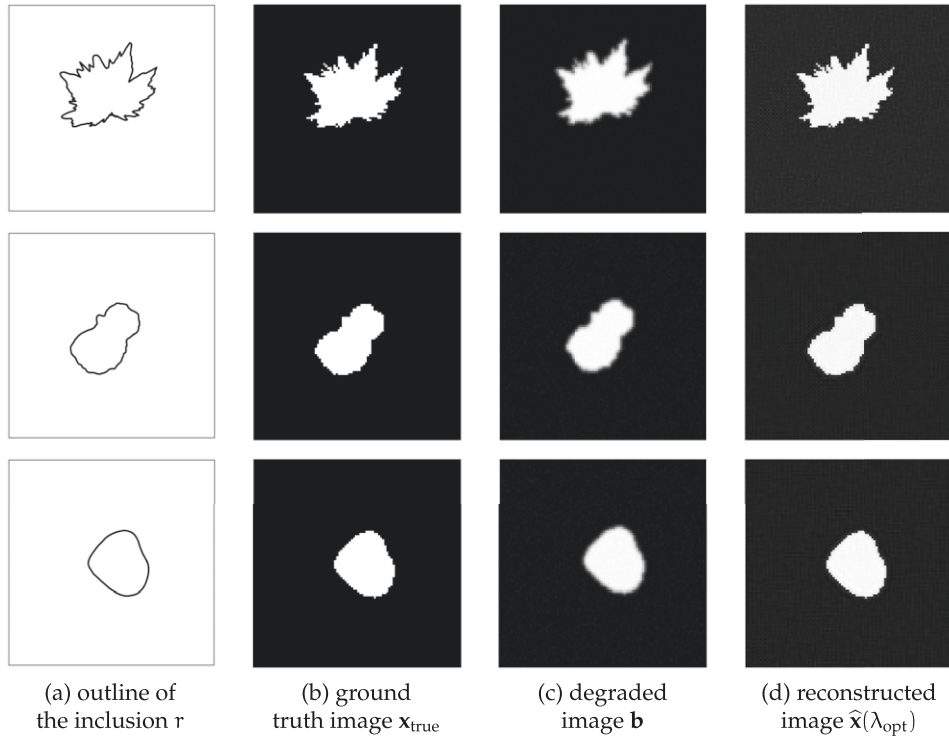 (a) outline of
the inclusion r
(b) ground
truth image x_true
(c) degraded
image b
(d) reconstructed
image x̂(λ_opt)